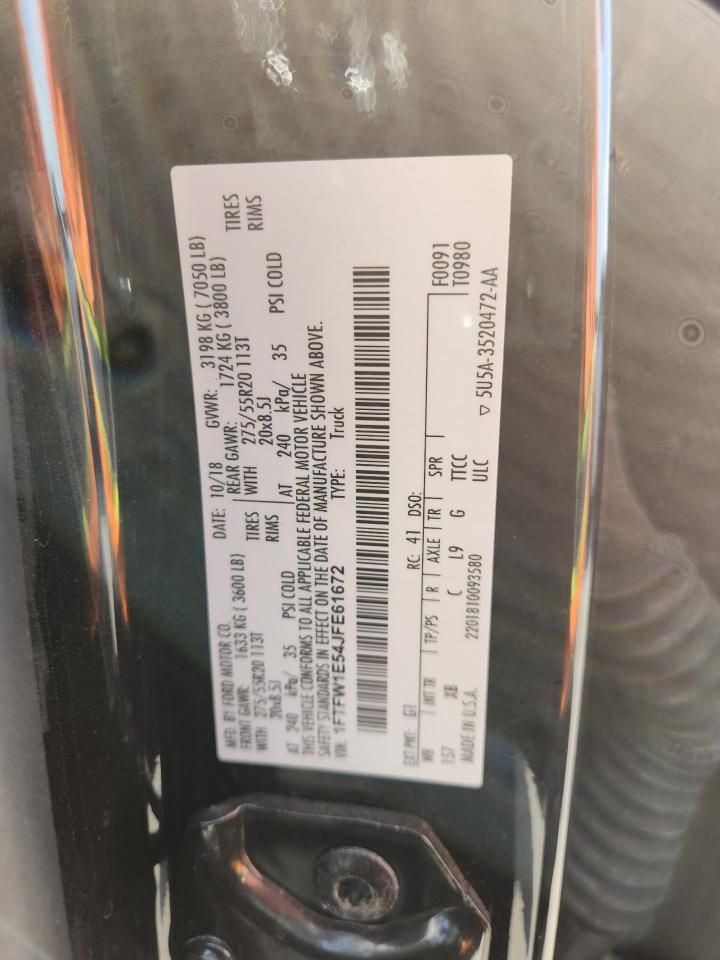 MFD. BY FORD MOTOR CO. DATE: 10/18 GVWR: 3198 KG ( 7050 LB)
FRONT GAWR: 1633 KG ( 3600 LB) REAR GAWR: 1724 KG ( 3800 LB)
WITH 275/55R20 113T TIRES WITH 275/55R20 113T TIRES
20x8.5J RIMS 20x8.5J RIMS
AT 240 kPa/ 35 PSI COLD AT 240 kPa/ 35 PSI COLD
THIS VEHICLE CONFORMS TO ALL APPLICABLE FEDERAL MOTOR VEHICLE
SAFETY STANDARDS IN EFFECT ON THE DATE OF MANUFACTURE SHOWN ABOVE.
VIN: 1FTFW1E54JFE61672 TYPE: Truck
EXT PNT: G1 RC: 41 DSO: F0091
WB INT TR TP/PS R AXLE TR SPR T0980
157 XB C L9 G TTCC
MADE IN U.S.A. 2201810093580 ULC
▽ 5U5A-3520472-AA